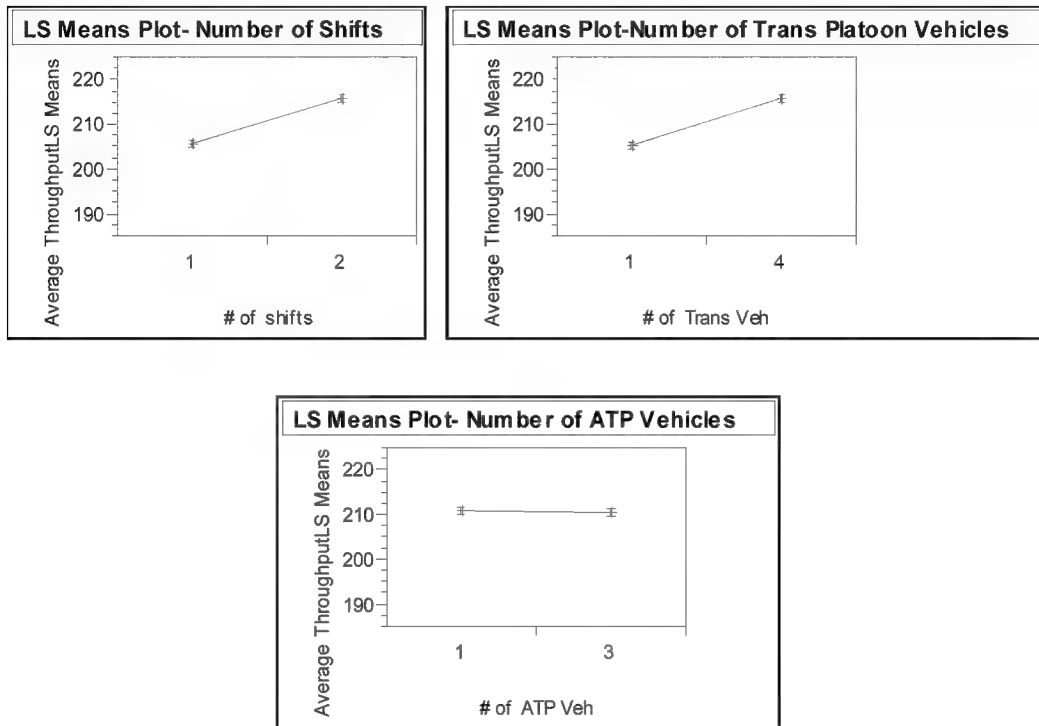 LS Means Plot- Number of Shifts
Average ThroughputLS Means
220
210
200
190
1 2
# of shifts
LS Means Plot-Number of Trans Platoon Vehicles
Average ThroughputLS Means
220
210
200
190
1 4
# of Trans Veh
LS Means Plot- Number of ATP Vehicles
Average ThroughputLS Means
220
210
200
190
1 3
# of ATP Veh